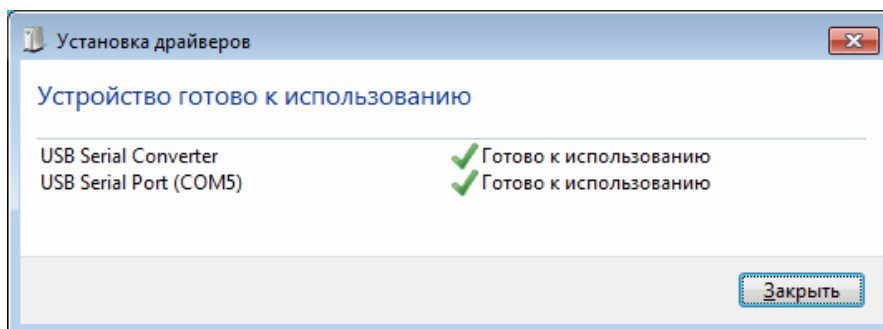 Установка драйверов
Устройство готово к использованию
USB Serial Converter Готово к использованию
USB Serial Port (COM5) Готово к использованию
Закрыть